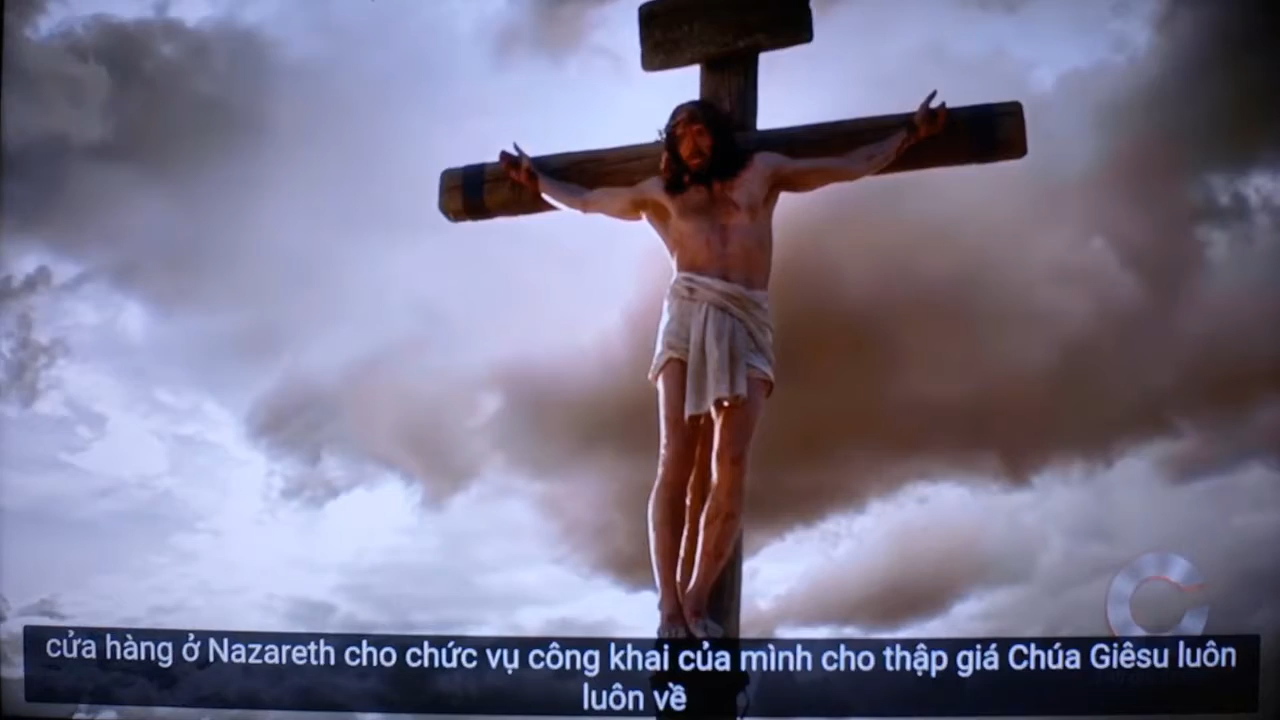 cửa hàng ở Nazareth cho chức vụ công khai của mình cho thập giá Chúa Giêsu luôn
luôn về